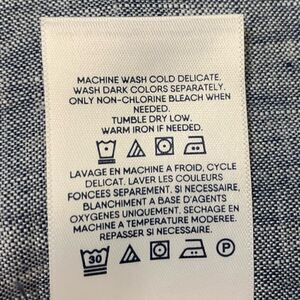 MACHINE WASH COLD DELICATE.
WASH DARK COLORS SEPARATELY.
ONLY NON-CHLORINE BLEACH WHEN
NEEDED.
TUMBLE DRY LOW.
WARM IRON IF NEEDED.
LAVAGE EN MACHINE A FROID, CYCLE
DELICAT. LAVER LES COULEURS
FONCEES SEPAREMENT. SI NECESSAIRE,
BLANCHIMENT A BASE D'AGENTS
OXYGENES UNIQUEMENT. SECHAGE EN
MACHINE A TEMPERATURE MODEREE.
REPASSER SI NECESSAIRE.
30 P